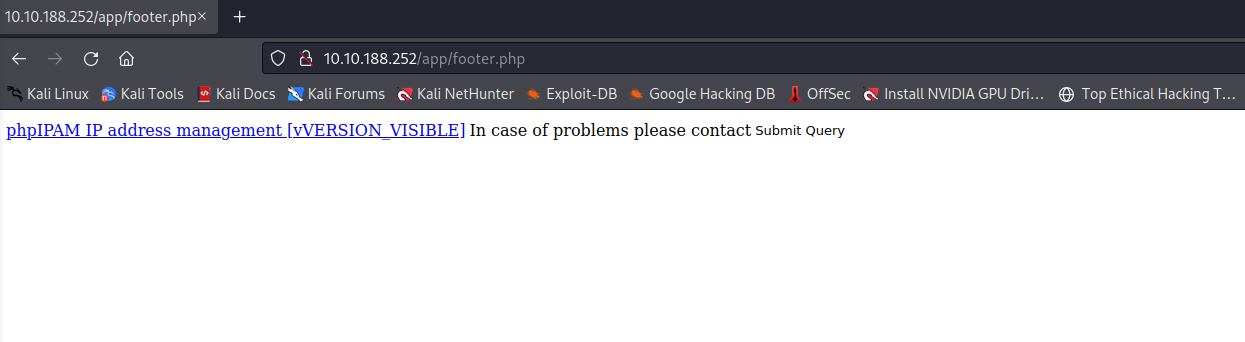 10.10.188.252/app/footer.php× +
10.10.188.252/app/footer.php
Kali Linux Kali Tools Kali Docs Kali Forums Kali NetHunter Exploit-DB Google Hacking DB OffSec Install NVIDIA GPU Dri… Top Ethical Hacking T…
phpIPAM IP address management [vVERSION_VISIBLE] In case of problems please contact Submit Query